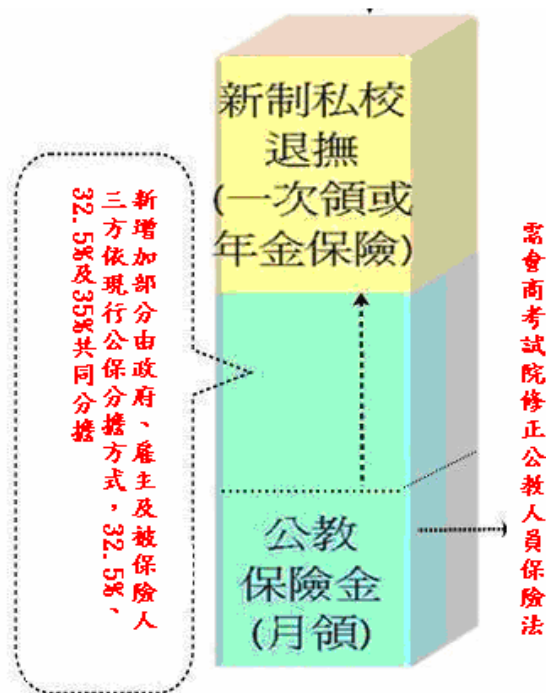 新制私校
退撫
(一次領或
年金保險)
新增加部分由政府、雇主及被保險人
三方依現行公保分擔方式，32.5%、
32.5%及35%共同分擔
需會商考試院修正公教人員保險法
公教
保險金
(月領)